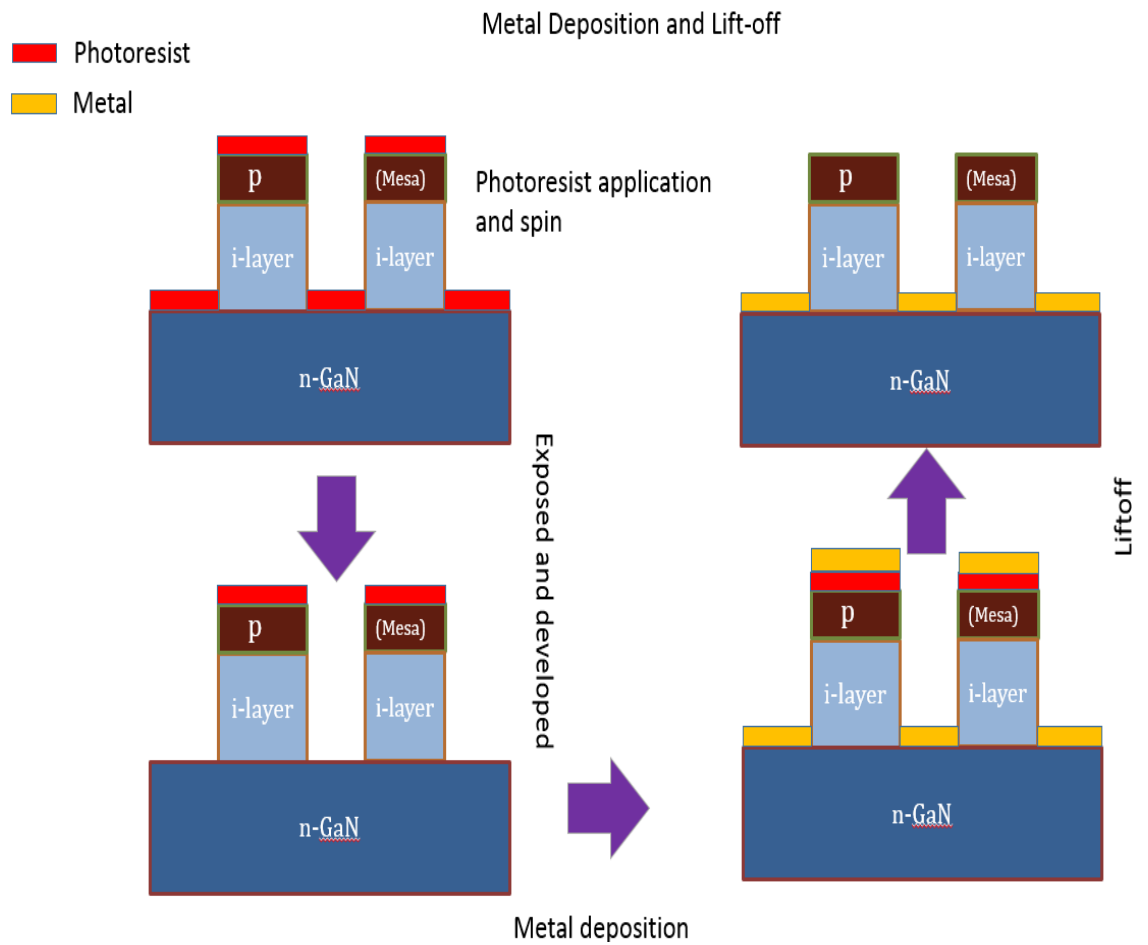 Metal Deposition and Lift-off
Photoresist
Metal
p
(Mesa)
i-layer
i-layer
n-GaN
Photoresist application
and spin
p
(Mesa)
i-layer
i-layer
n-GaN
Exposed and developed
p
(Mesa)
i-layer
i-layer
n-GaN
Metal deposition
p
(Mesa)
i-layer
i-layer
n-GaN
Liftoff